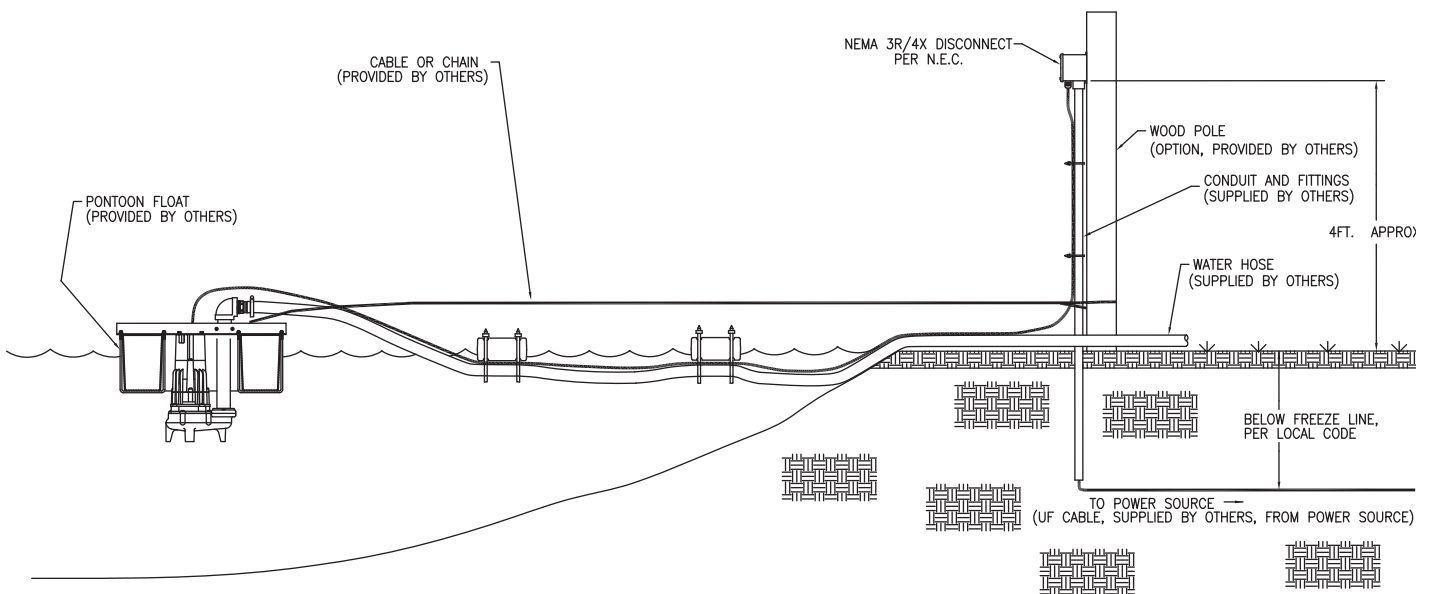 NEMA 3R/4X DISCONNECT
PER N.E.C.
CABLE OR CHAIN
(PROVIDED BY OTHERS)
WOOD POLE
(OPTION, PROVIDED BY OTHERS)
CONDUIT AND FITTINGS
(SUPPLIED BY OTHERS)
PONTOON FLOAT
(PROVIDED BY OTHERS)
4FT. APPROX
WATER HOSE
(SUPPLIED BY OTHERS)
BELOW FREEZE LINE,
PER LOCAL CODE
TO POWER SOURCE
(UF CABLE, SUPPLIED BY OTHERS, FROM POWER SOURCE)